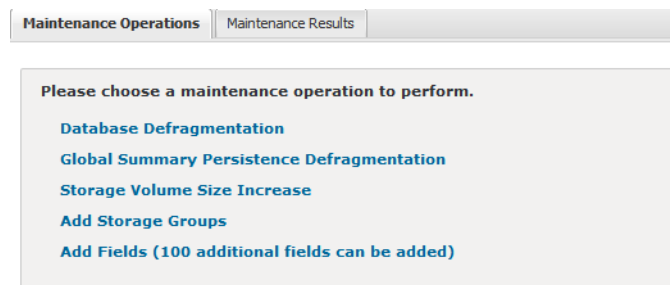 Maintenance Operations Maintenance Results
Please choose a maintenance operation to perform.
Database Defragmentation
Global Summary Persistence Defragmentation
Storage Volume Size Increase
Add Storage Groups
Add Fields (100 additional fields can be added)